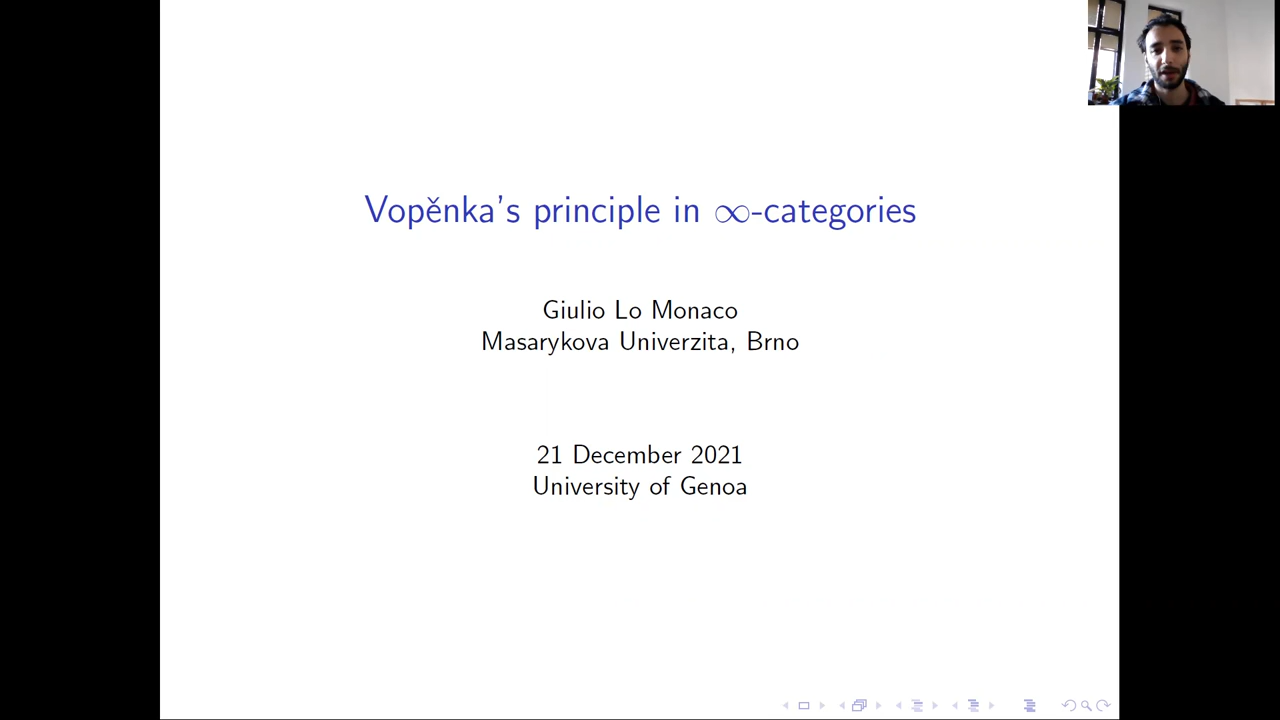 Vopěnka's principle in ∞-categories
Giulio Lo Monaco
Masarykova Univerzita, Brno
21 December 2021
University of Genoa